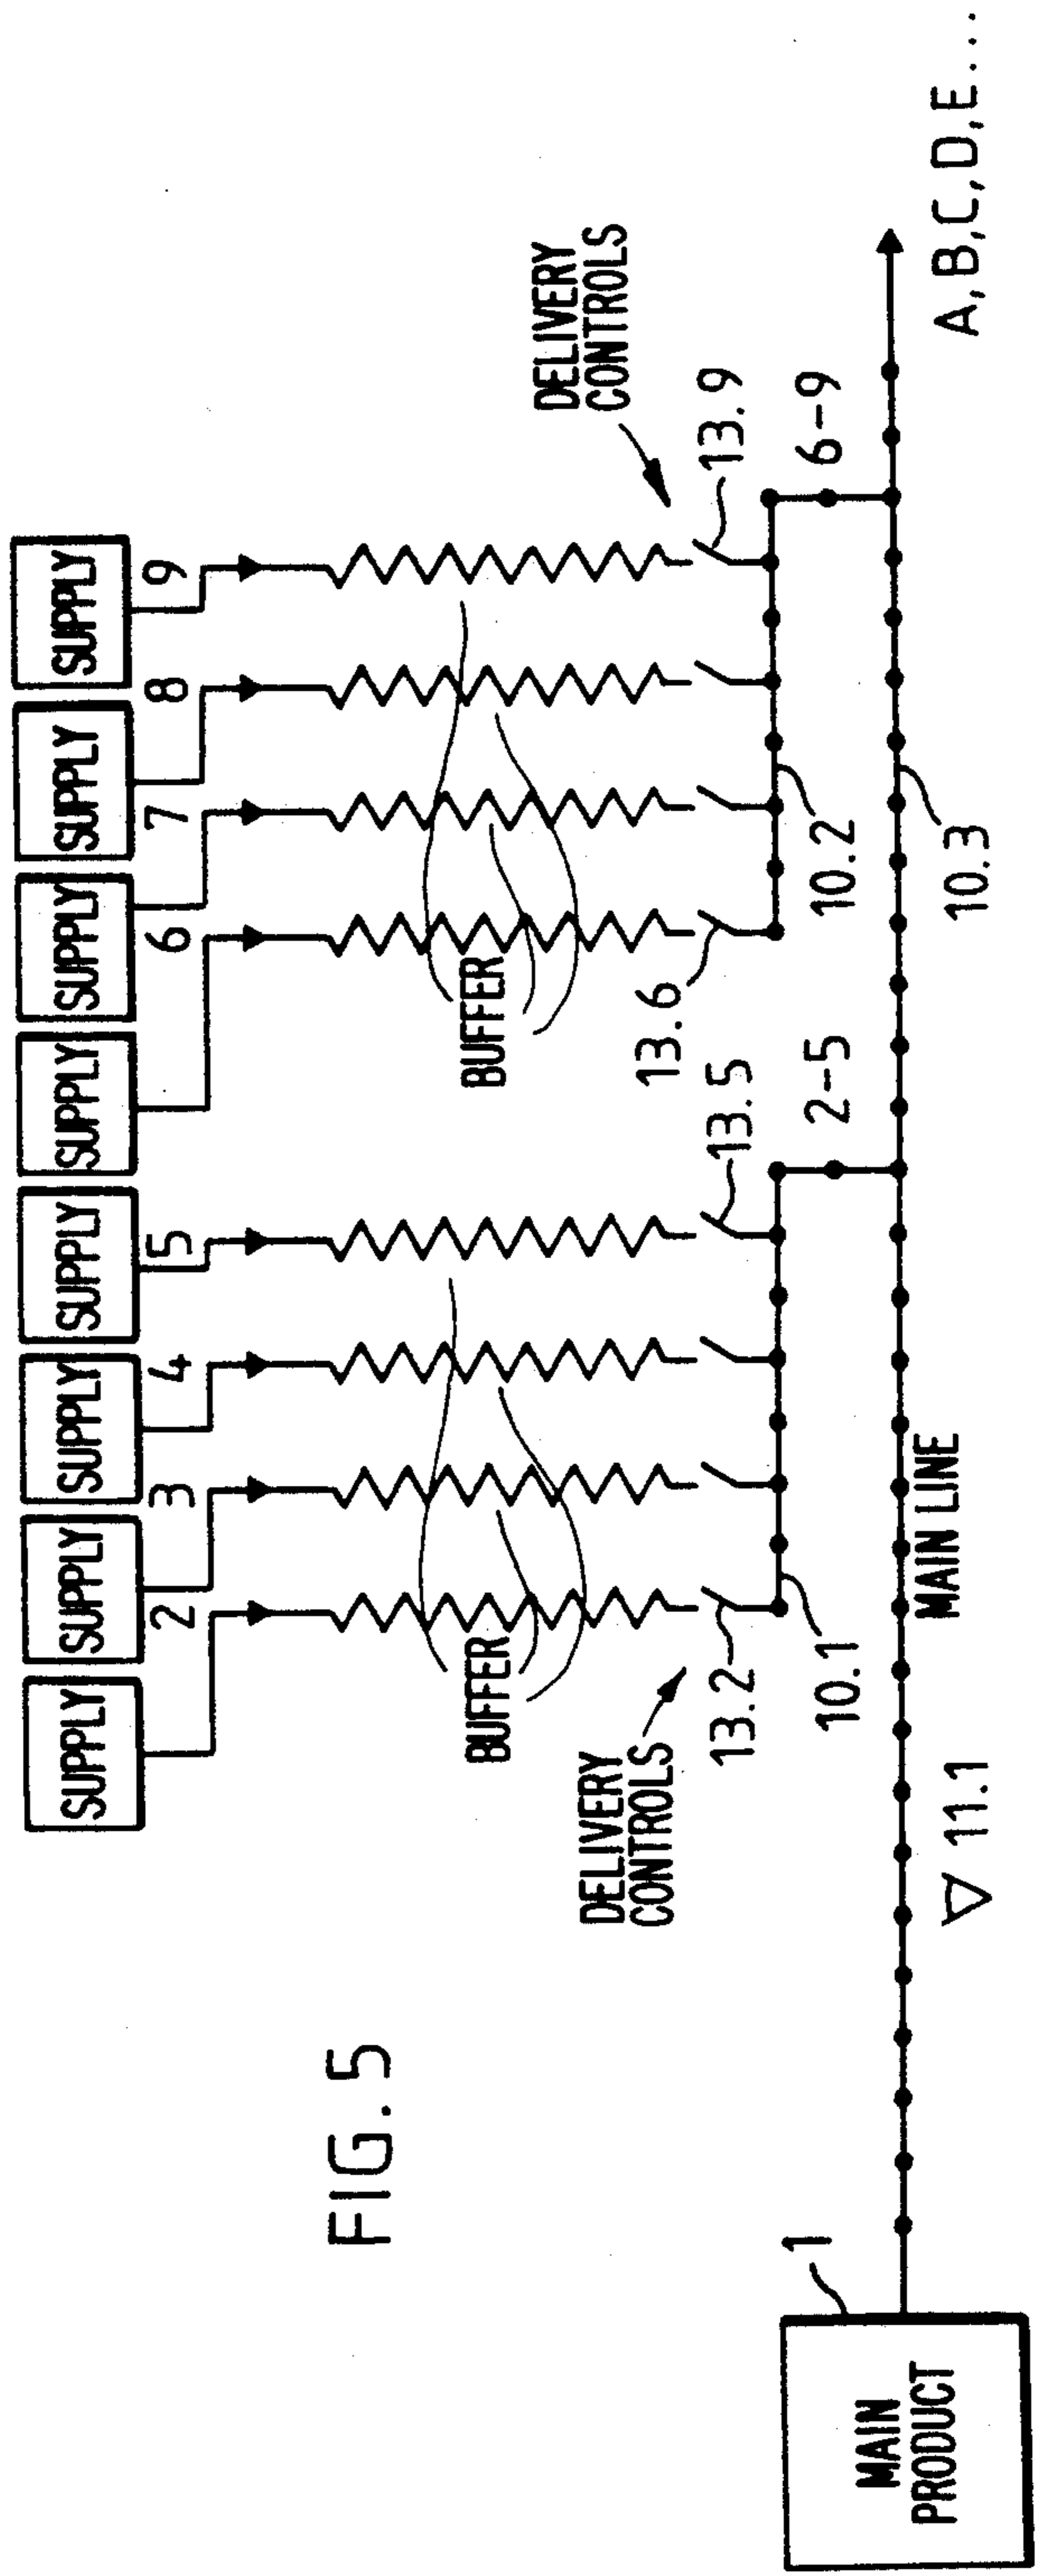 SUPPLY
SUPPLY
SUPPLY
SUPPLY
SUPPLY
SUPPLY
SUPPLY
SUPPLY
2
3
4
5
6
7
8
9
BUFFER
BUFFER
DELIVERY
CONTROLS
DELIVERY
CONTROLS
13.2
13.5
13.6
13.9
10.1
2-5
10.2
6-9
FIG. 5
1
MAIN
PRODUCT
11.1
MAIN LINE
10.3
A, B, C, D, E....